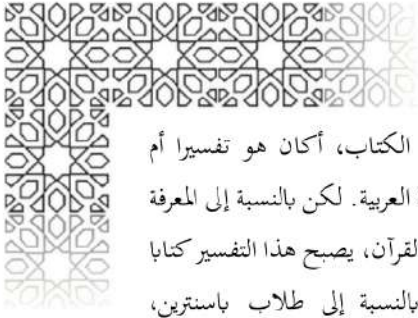 الكتاب، أكان هو تفسيرا أم
العربية. لكن بالنسبة إلى المعرفة
لقرآن، يصبح هذا التفسير كتابا
بالنسبة إلى طلاب باسنترين،